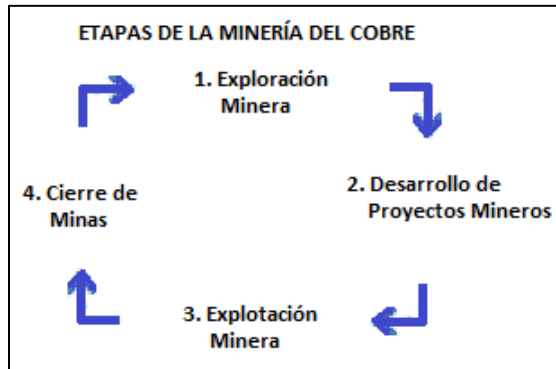 ETAPAS DE LA MINERÍA DEL COBRE
1. Exploración
Minera
2. Desarrollo de
Proyectos Mineros
3. Explotación
Minera
4. Cierre de
Minas